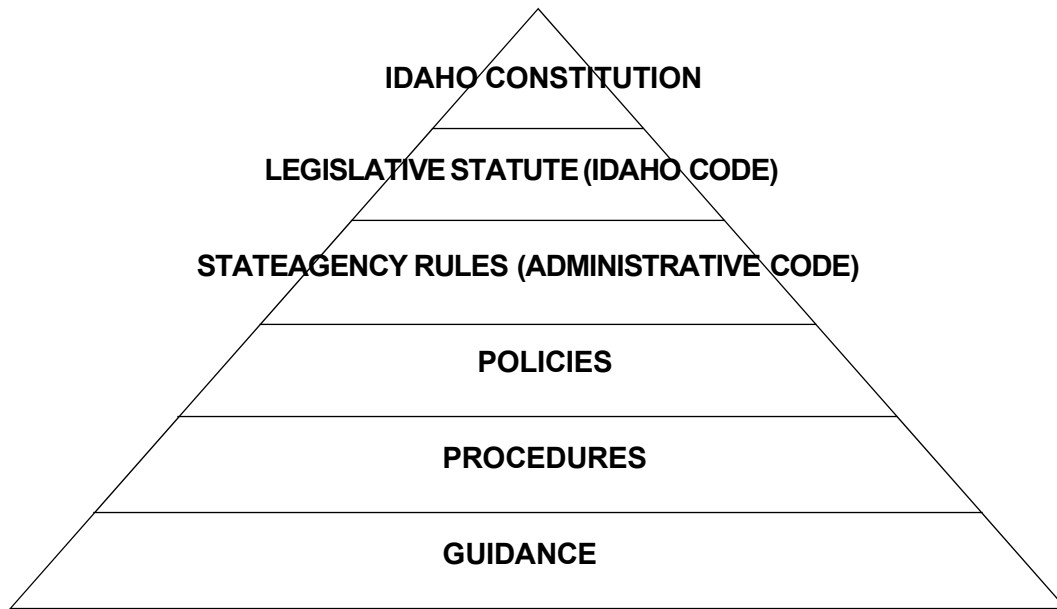 IDAHO CONSTITUTION
LEGISLATIVE STATUTE (IDAHO CODE)
STATEAGENCY RULES (ADMINISTRATIVE CODE)
POLICIES
PROCEDURES
GUIDANCE